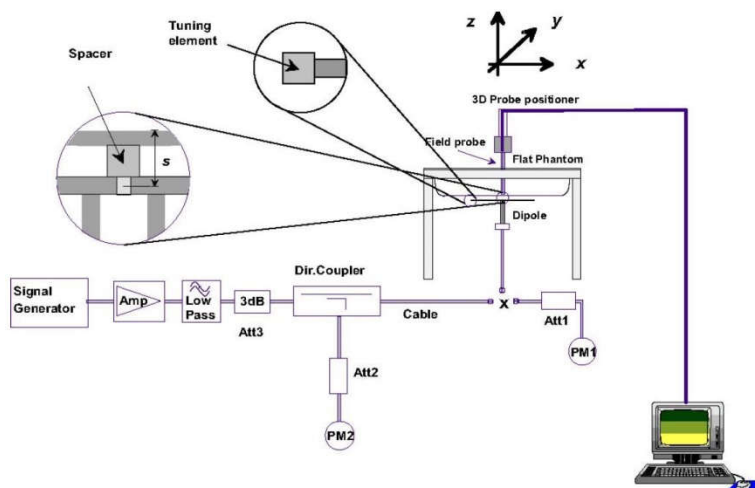 Tuning
element
Spacer
s
z
y
x
3D Probe positioner
Field probe
Flat Phantom
Dipole
Signal
Generator
Amp
Low
Pass
3dB
Att3
Dir.Coupler
Cable
x
Att1
PM1
Att2
PM2